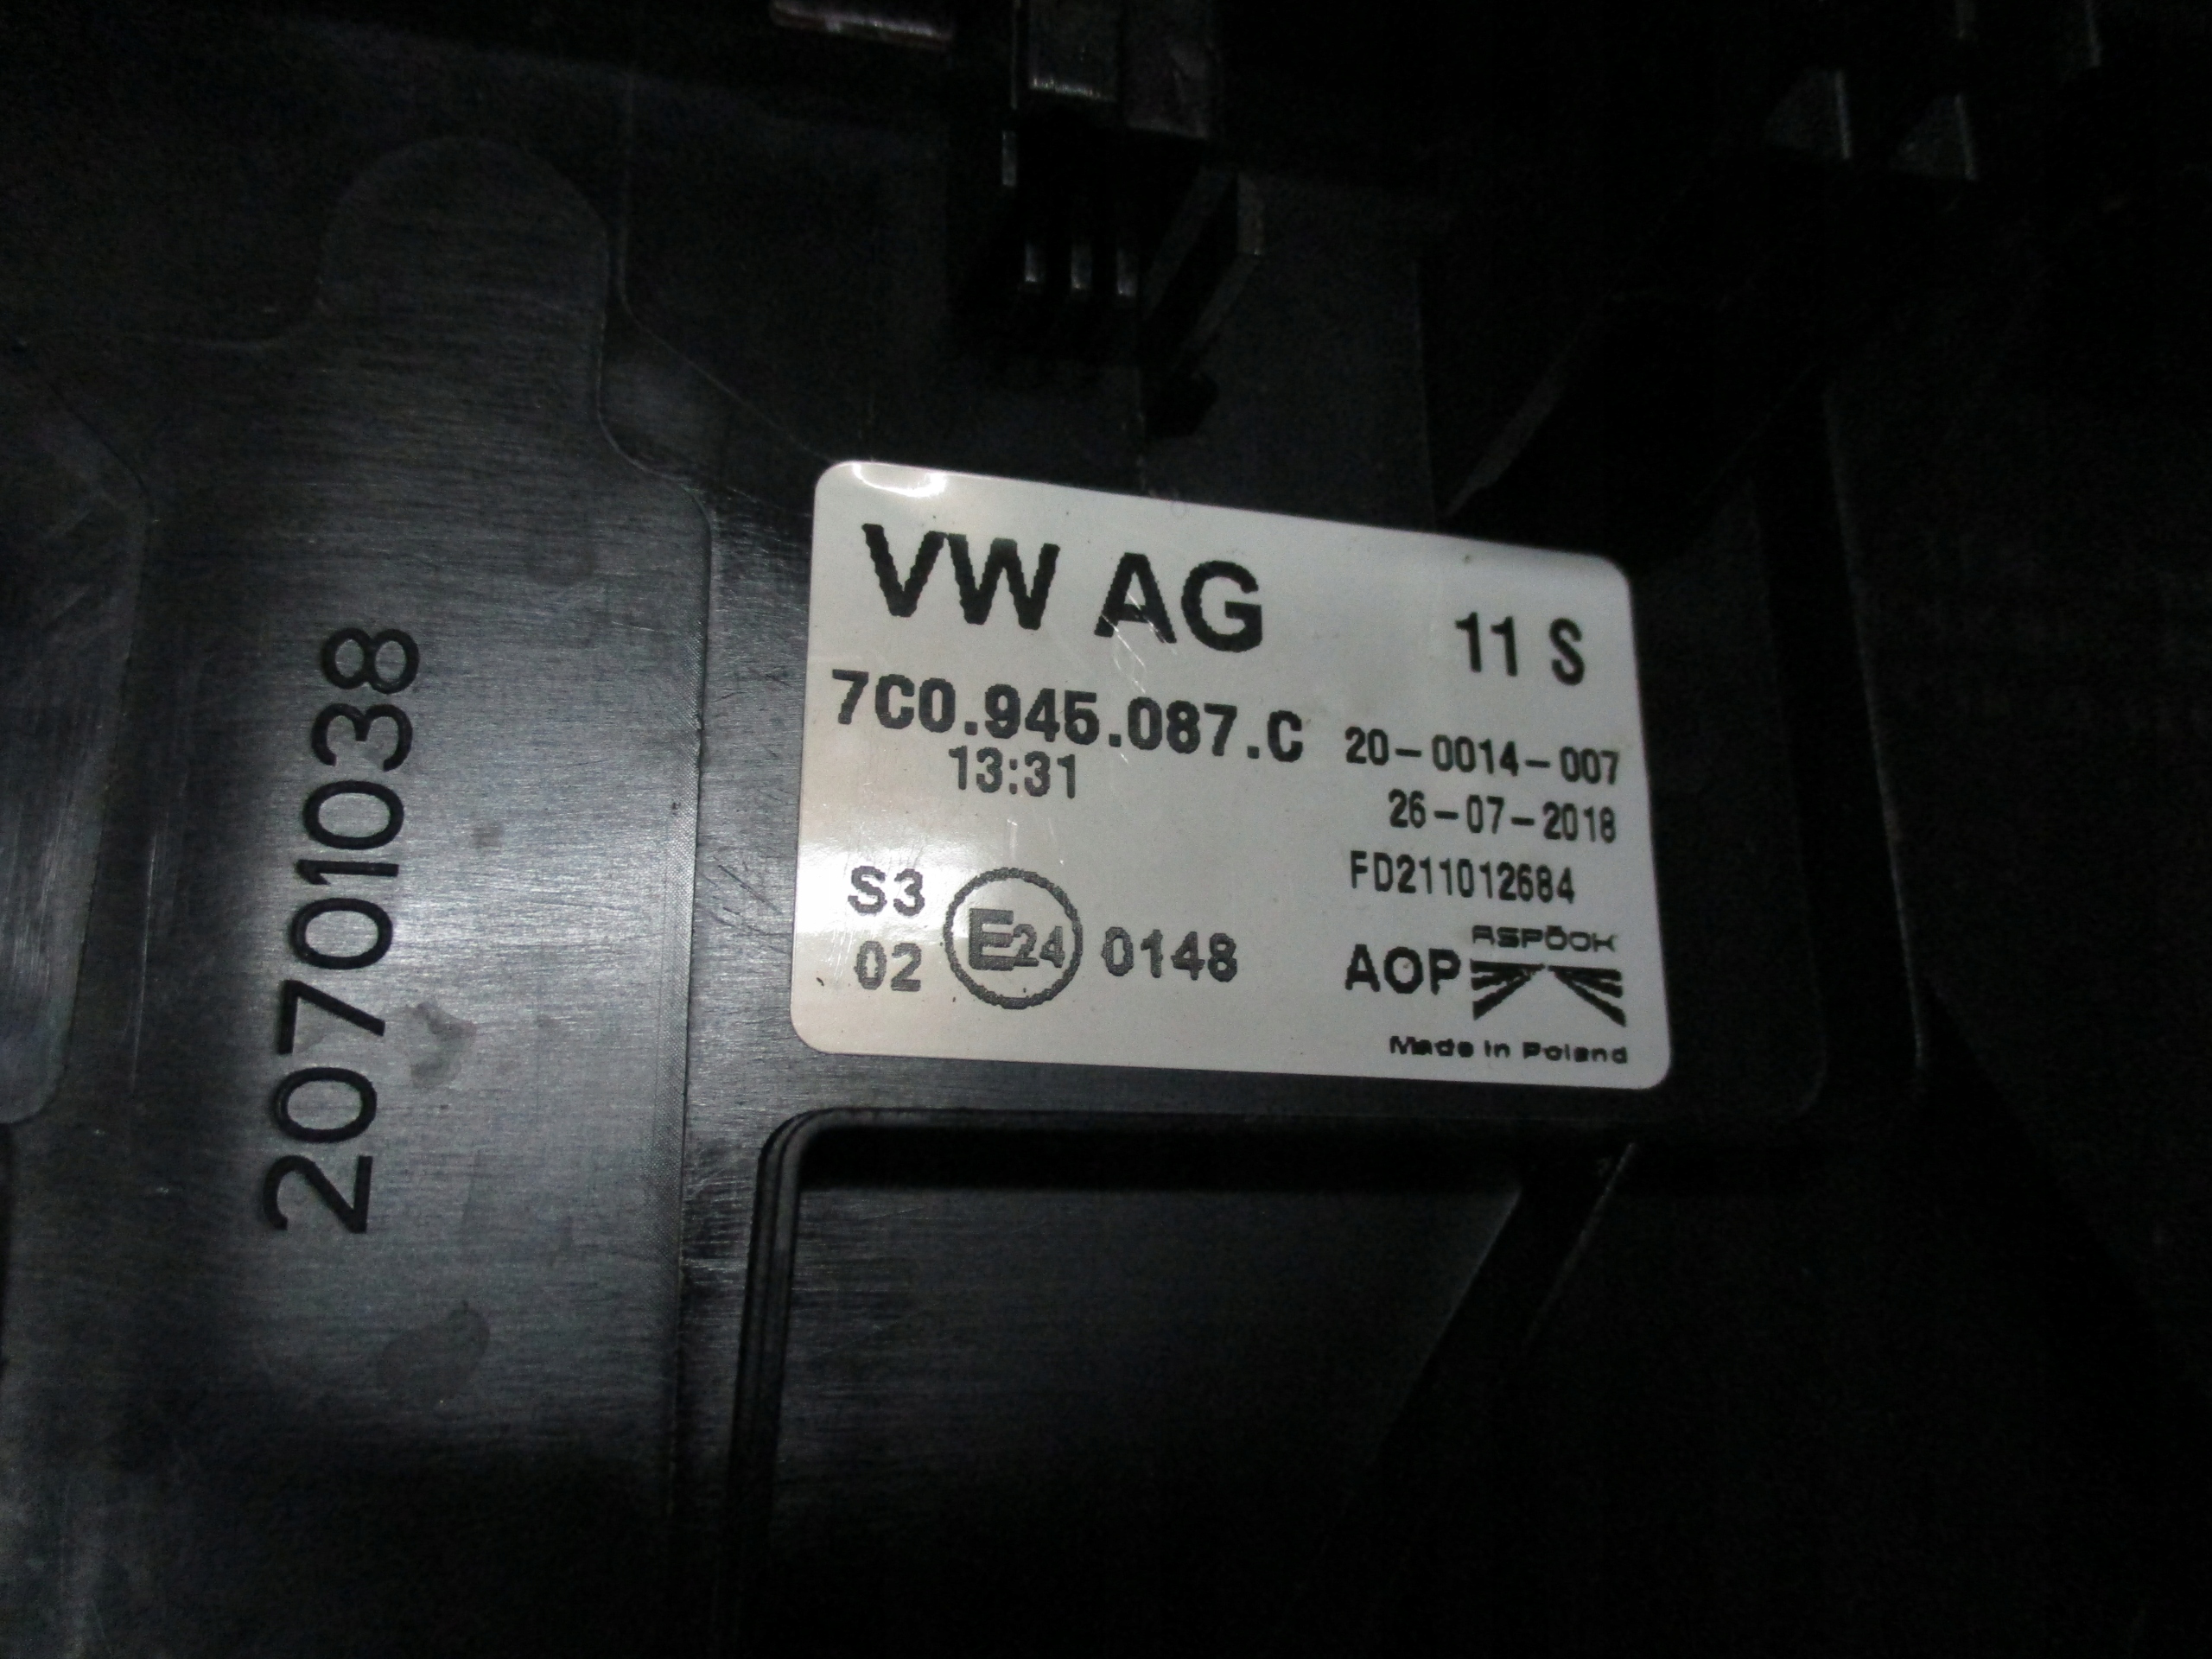 20701038
VW AG
11 S
7C0.945.087.C
20-0014-007
13:31
26-07-2018
FD211012684
S3
02
E24
0148
ASPÖCK
AOP
Made in Poland